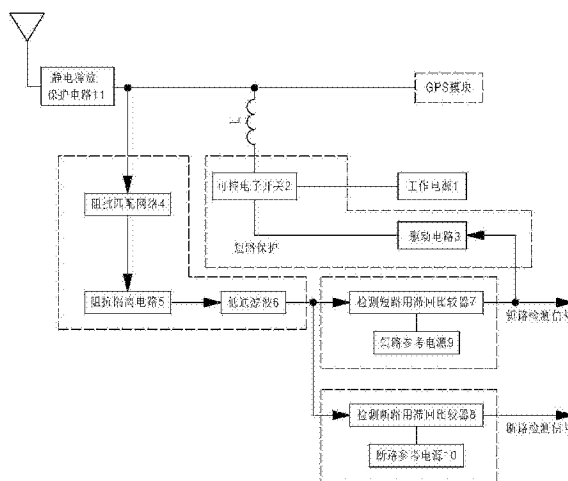 静电释放
保护电路11
GPS模块
L
可控电子开关2
工作电源1
阻抗匹配网络4
短路保护
驱动电路3
阻抗隔离电路5
低通滤波6
检测短路用滞回比较器7
短路检测信号
短路参考电源9
检测断路用滞回比较器8
断路检测信号
断路参考电源10